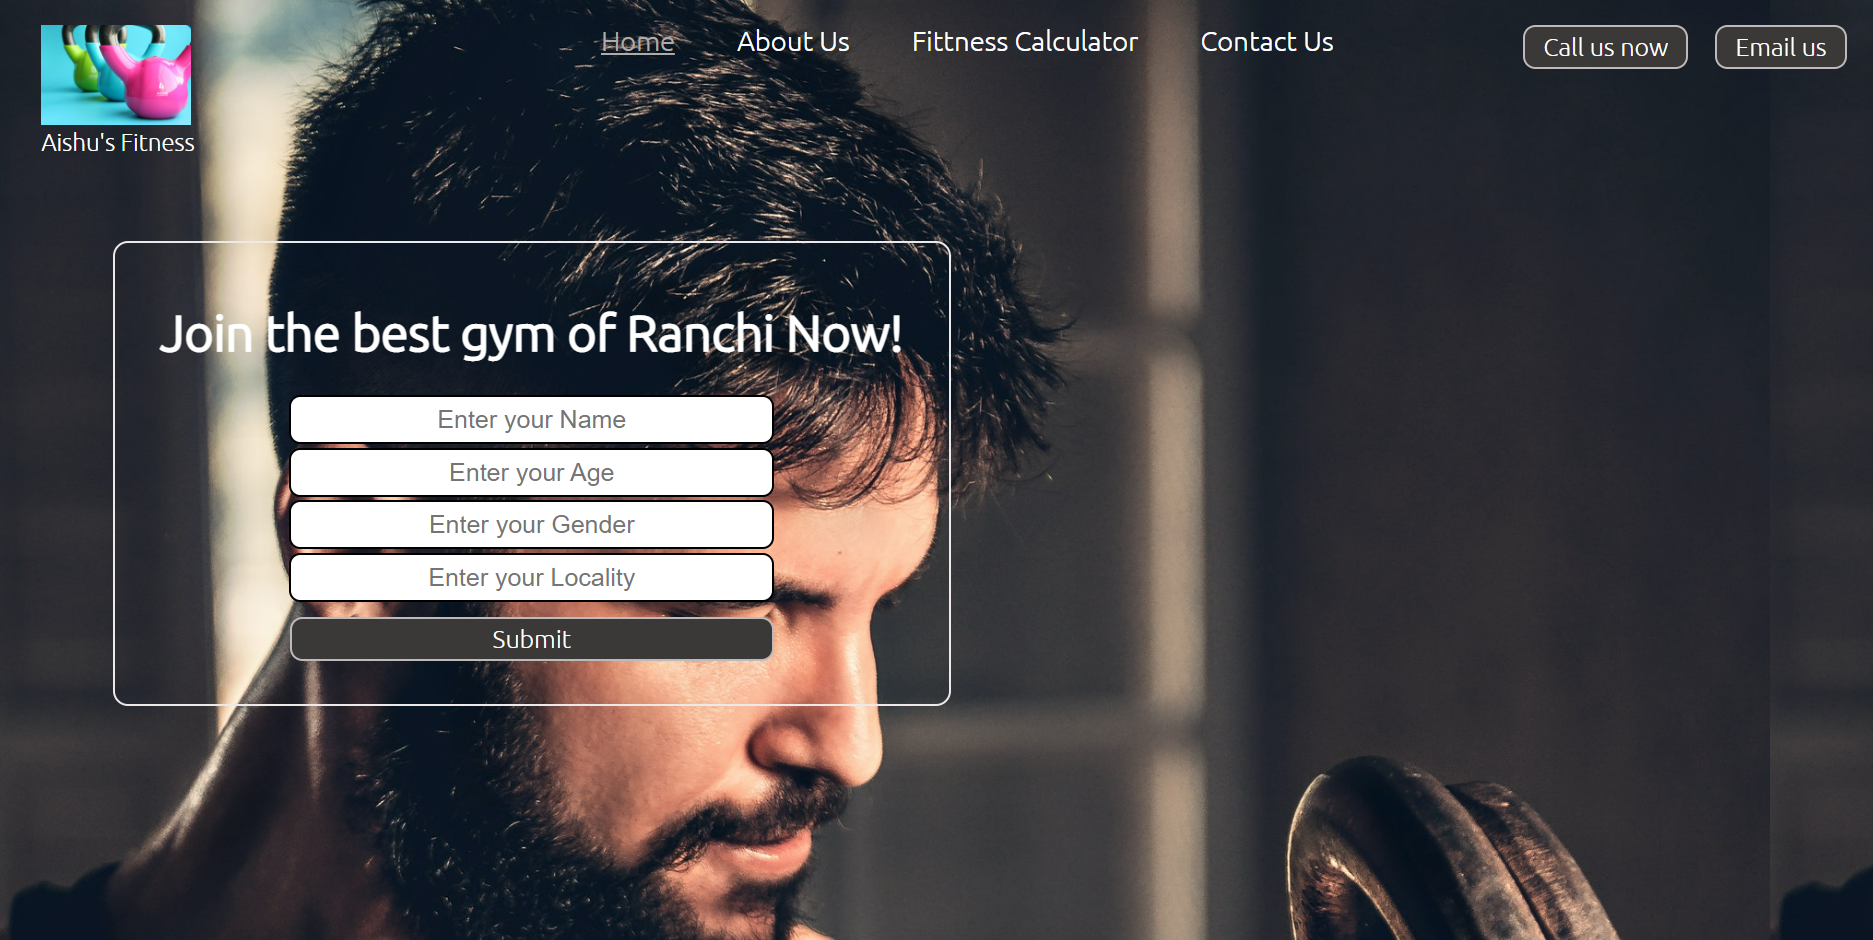 Home
About Us
Fittness Calculator
Contact Us
Call us now
Email us
Aishu's Fitness
Join the best gym of Ranchi Now!
Enter your Name
Enter your Age
Enter your Gender
Enter your Locality
Submit